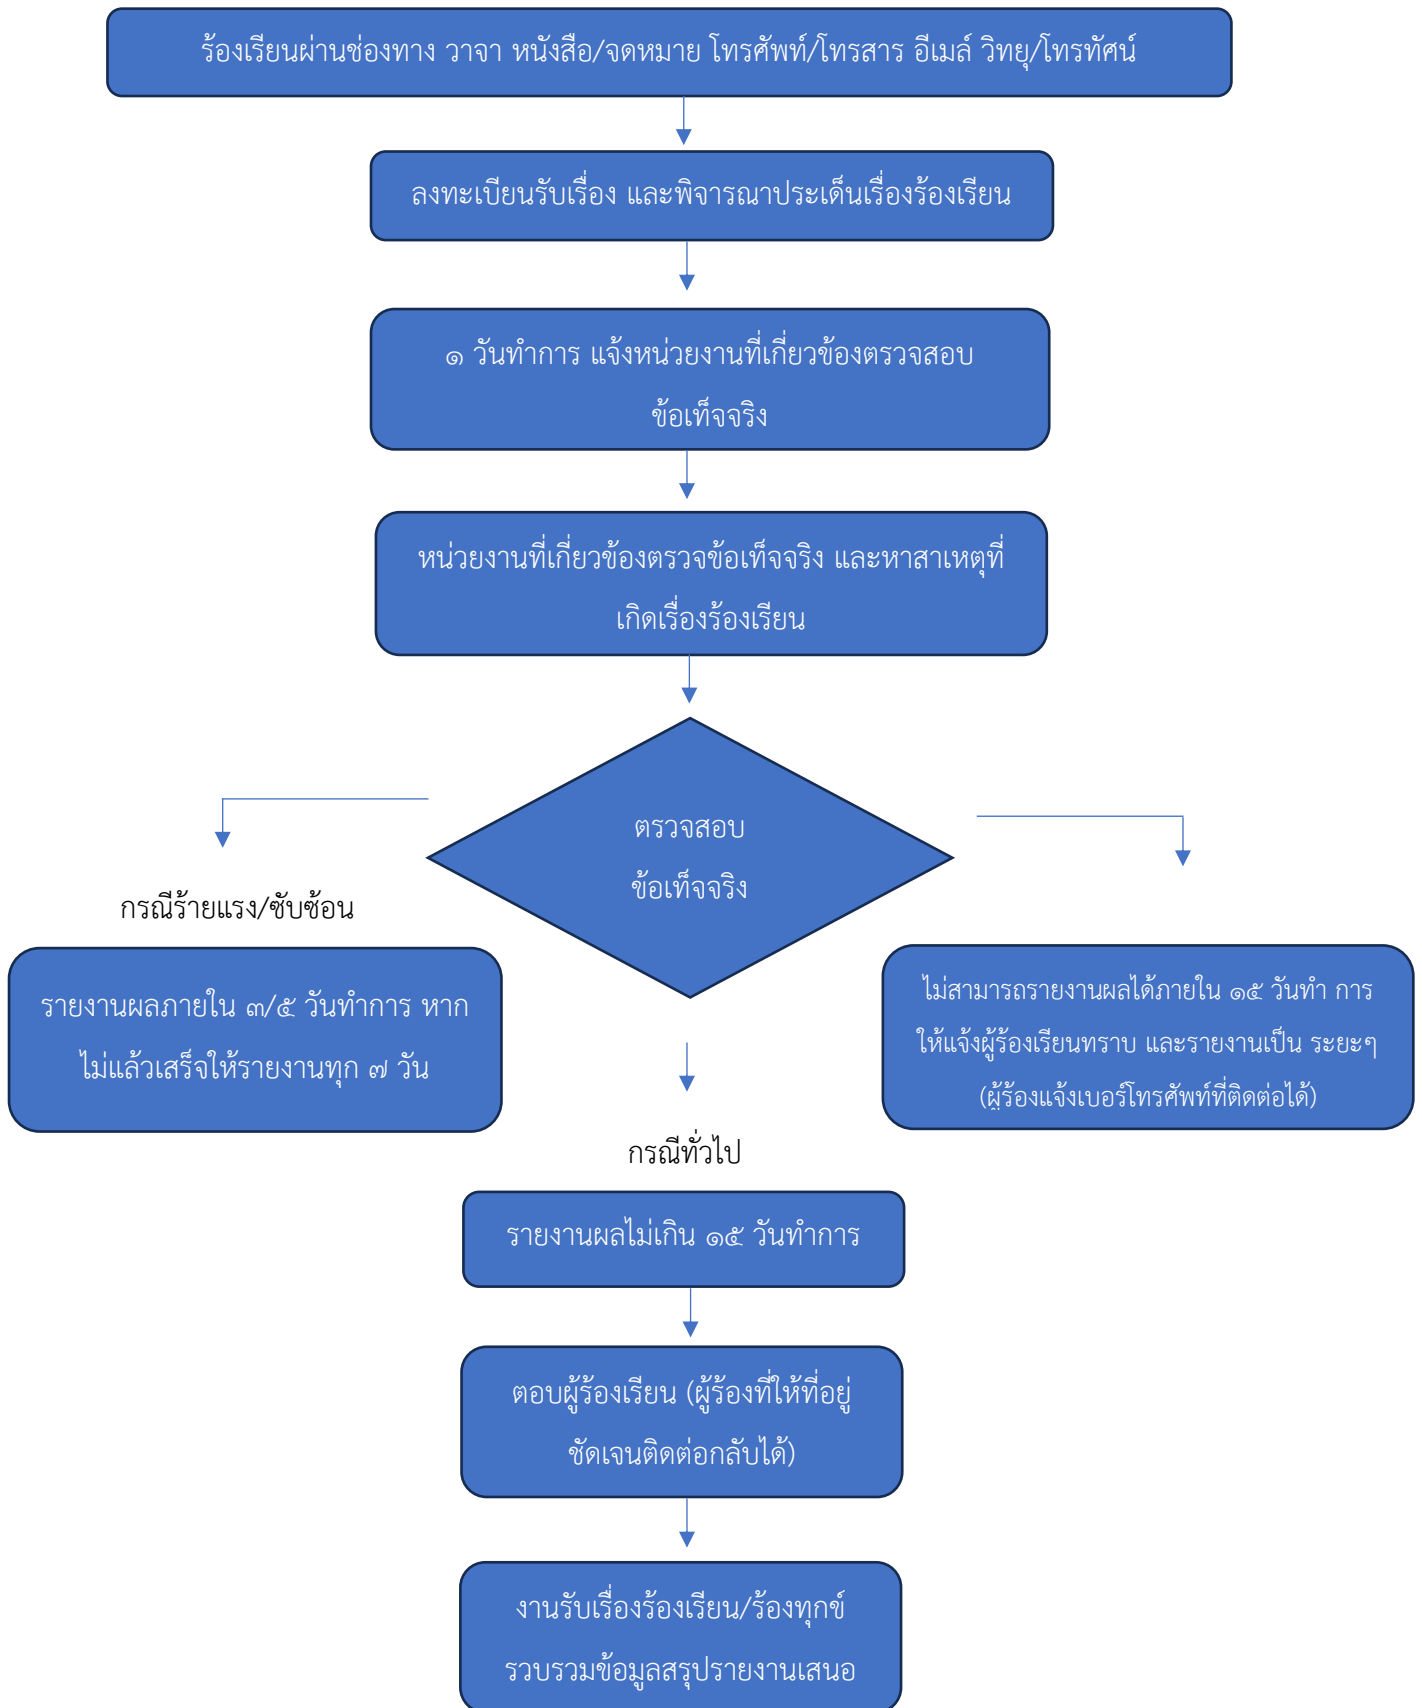 ร้องเรียนผ่านช่องทาง วาจา หนังสือ/จดหมาย โทรศัพท์/โทรสาร อีเมล์ วิทยุ/โทรทัศน์
ลงทะเบียนรับเรื่อง และพิจารณาประเด็นเรื่องร้องเรียน
๑ วันทำการ แจ้งหน่วยงานที่เกี่ยวข้องตรวจสอบ
ข้อเท็จจริง
หน่วยงานที่เกี่ยวข้องตรวจข้อเท็จจริง และหาสาเหตุที่
เกิดเรื่องร้องเรียน
ตรวจสอบ
ข้อเท็จจริง
กรณีร้ายแรง/ซับซ้อน
รายงานผลภายใน ๓/๕ วันทำการ หาก
ไม่แล้วเสร็จให้รายงานทุก ๗ วัน
ไม่สามารถรายงานผลได้ภายใน ๑๕ วันทำ การ
ให้แจ้งผู้ร้องเรียนทราบ และรายงานเป็น ระยะๆ
(ผู้ร้องแจ้งเบอร์โทรศัพท์ที่ติดต่อได้)
กรณีทั่วไป
รายงานผลไม่เกิน ๑๕ วันทำการ
ตอบผู้ร้องเรียน (ผู้ร้องที่ให้ที่อยู่
ชัดเจนติดต่อกลับได้)
งานรับเรื่องร้องเรียน/ร้องทุกข์
รวบรวมข้อมูลสรุปรายงานเสนอ